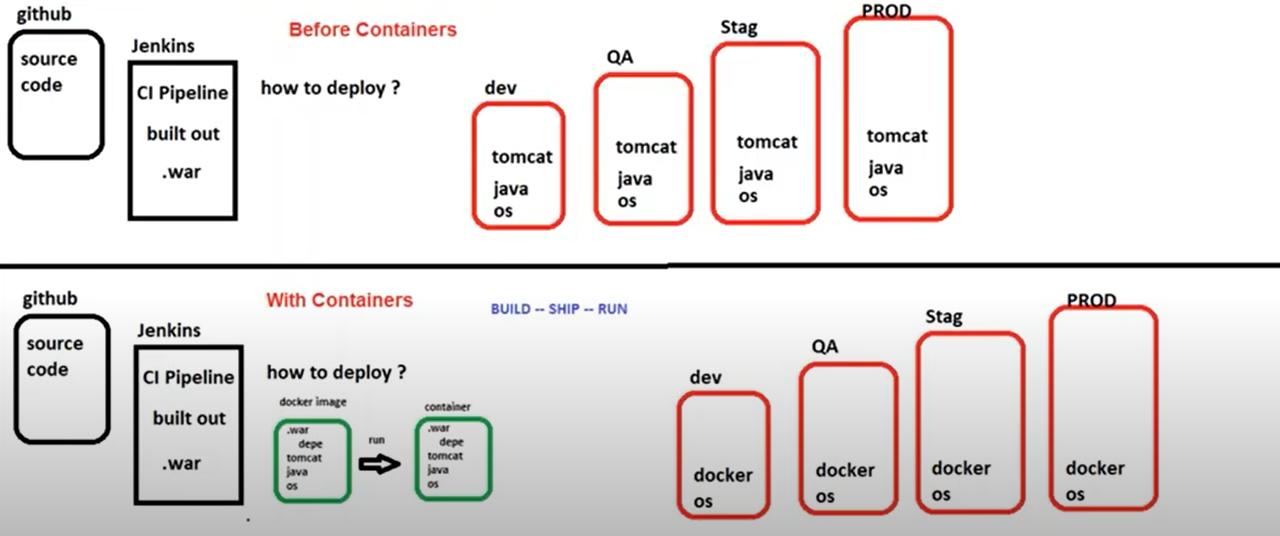 github
source
code
Jenkins
CI Pipeline
built out
.war
Before Containers
how to deploy ?
dev
tomcat
java
os
QA
tomcat
java
os
Stag
tomcat
java
os
PROD
tomcat
java
os
github
source
code
Jenkins
CI Pipeline
built out
.war
With Containers
BUILD -- SHIP -- RUN
how to deploy ?
docker image
.war
depe
tomcat
java
os
run
container
.war
depe
tomcat
java
os
dev
docker
os
QA
docker
os
Stag
docker
os
PROD
docker
os